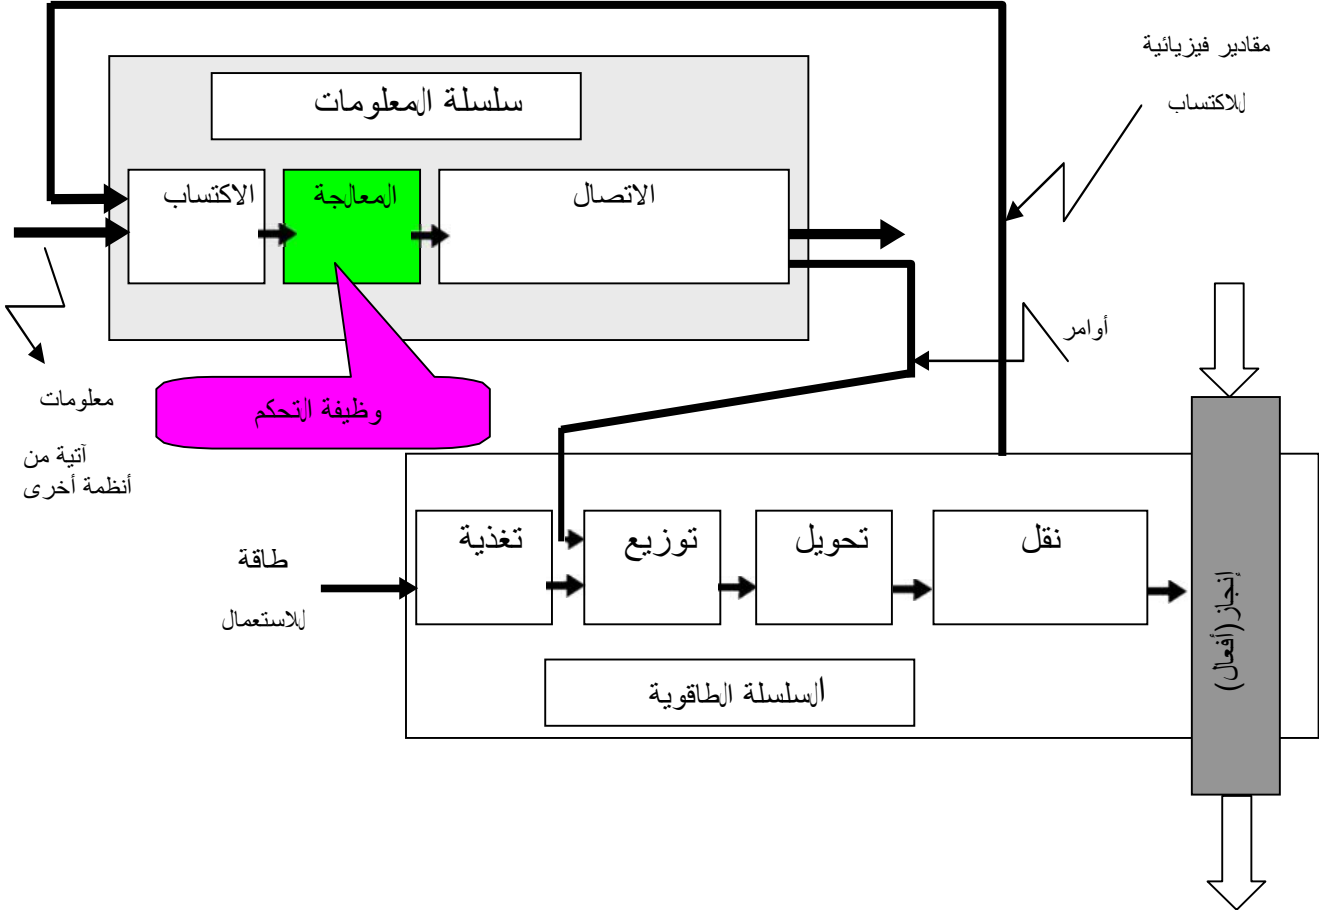 مقادير فيزيائية
للاكتساب
سلسلة المعلومات
الاكتساب
المعالجة
الاتصال
أوامر
وظيفة التحكم
معلومات
آتية من
أنظمة أخرى
تغذية
توزيع
تحويل
نقل
طاقة
للاستعمال
إنجاز (أفعال)
السلسلة الطاقوية